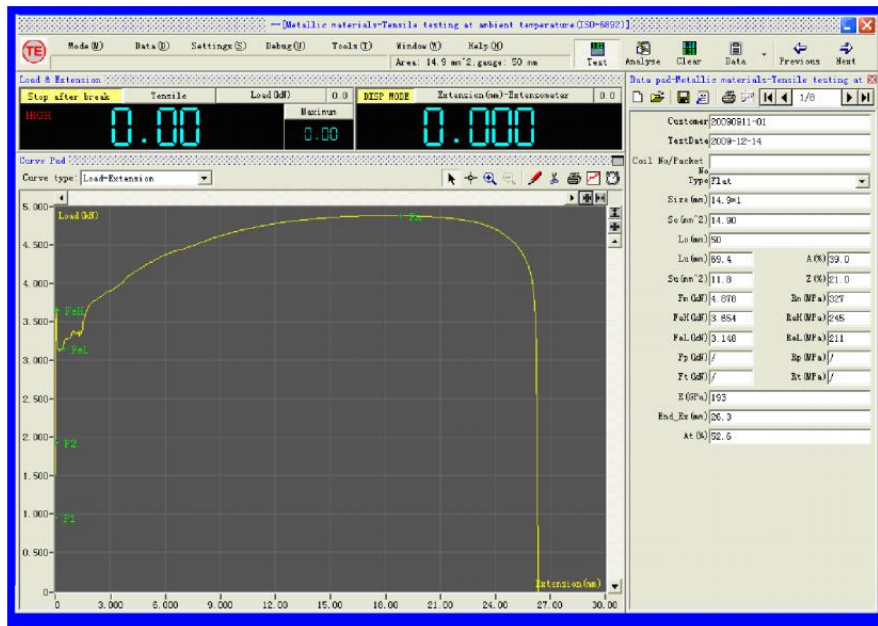 --[Metallic materials-Tensile testing at ambient temperature(ISO-6892)]
TE
Mode(M) Data(D) Settings(S) Debug(U) Tools(T) Window(W) Help(H)
Area: 14.9 mm^2;gauge: 50 mm
Test Analyse Clear Data Previous Next
Load & Extension
Stop after break Tensile Load(kN) 0.0 DISP MODE Extension(mm)-Extensometer 0.0
HIGH 0.00 Maximum 0.00 0.000
Curve Pad
Curve type: Load-Extension
Load(kN)
5.000
4.500
4.000
3.500
3.000
2.500
2.000
1.500
1.000
0.500
0
Fm
FeH
FeL
P2
P1
Extension(mm)
0 3.000 6.000 9.000 12.00 15.00 18.00 21.00 24.00 27.00 30.00
Data pad-Metallic materials-Tensile testing at
1/8
Customer 20090911-01
TestDate 2009-12-14
Coil No/Packet No
Type Flat
Size(mm) 14.9*1
So(mm^2) 14.90
Lo(mm) 50
Lu(mm) 69.4 A(%) 39.0
Su(mm^2) 11.8 Z(%) 21.0
Fm(kN) 4.878 Rm(MPa) 327
FeH(kN) 3.654 ReH(MPa) 245
FeL(kN) 3.148 ReL(MPa) 211
Fp(kN) / Rp(MPa) /
Ft(kN) / Rt(MPa) /
E(GPa) 193
End_Ex(mm) 26.3
At(%) 52.6